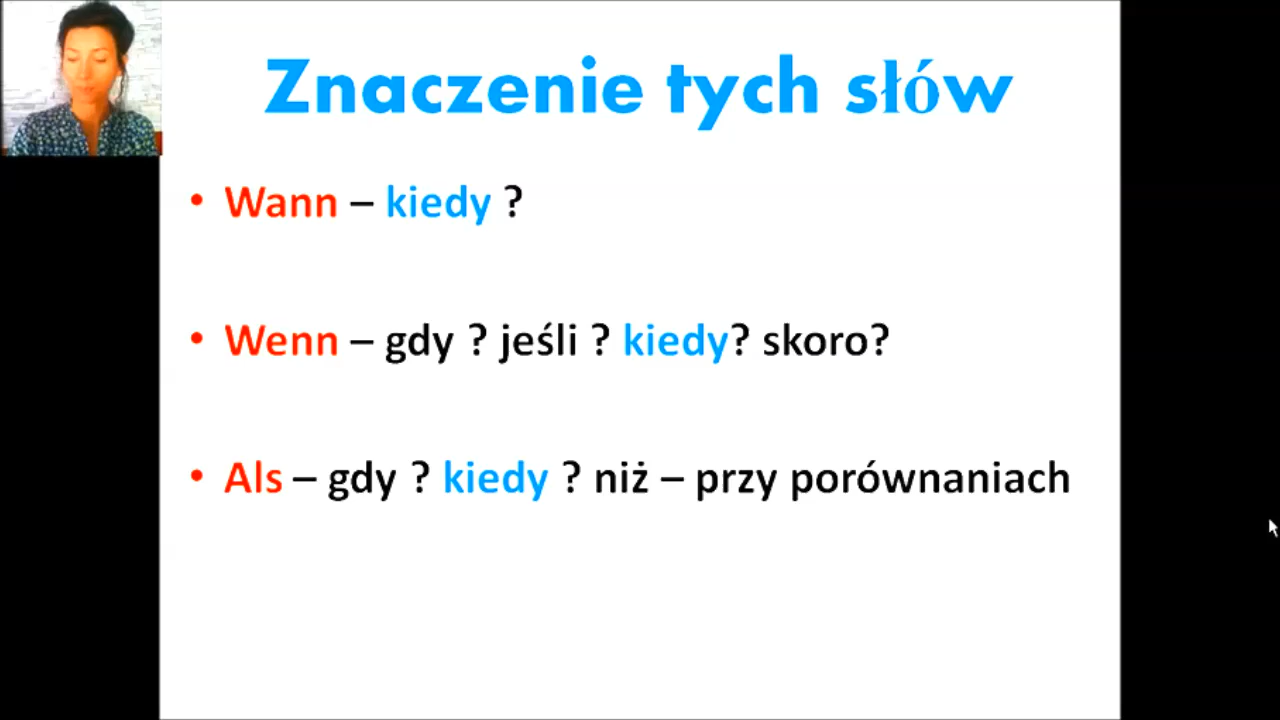 Znaczenie tych słów
• Wann – kiedy ?
• Wenn – gdy ? jeśli ? kiedy? skoro?
• Als – gdy ? kiedy ? niż – przy porównaniach